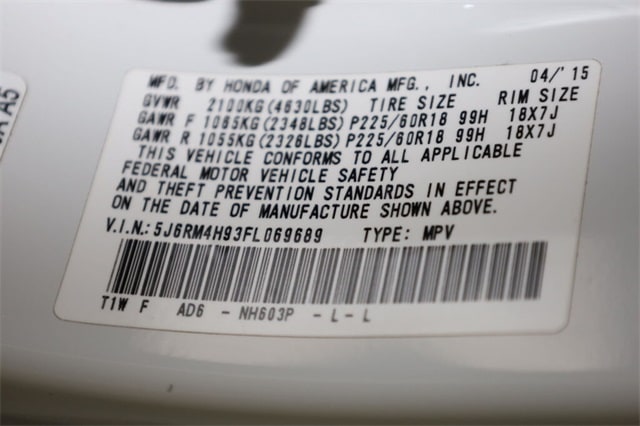 MFD. BY HONDA OF AMERICA MFG., INC. 04/'15
GVWR 2100KG(4630LBS) TIRE SIZE RIM SIZE
GAWR F 1065KG(2348LBS) P225/60R18 99H 18X7J
GAWR R 1055KG(2326LBS) P225/60R18 99H 18X7J
THIS VEHICLE CONFORMS TO ALL APPLICABLE
FEDERAL MOTOR VEHICLE SAFETY
AND THEFT PREVENTION STANDARDS IN EFFECT
ON THE DATE OF MANUFACTURE SHOWN ABOVE.
V.I.N.: 5J6RM4H93FL069689 TYPE: MPV
T1W F AD6 - NH603P - L - L
A5